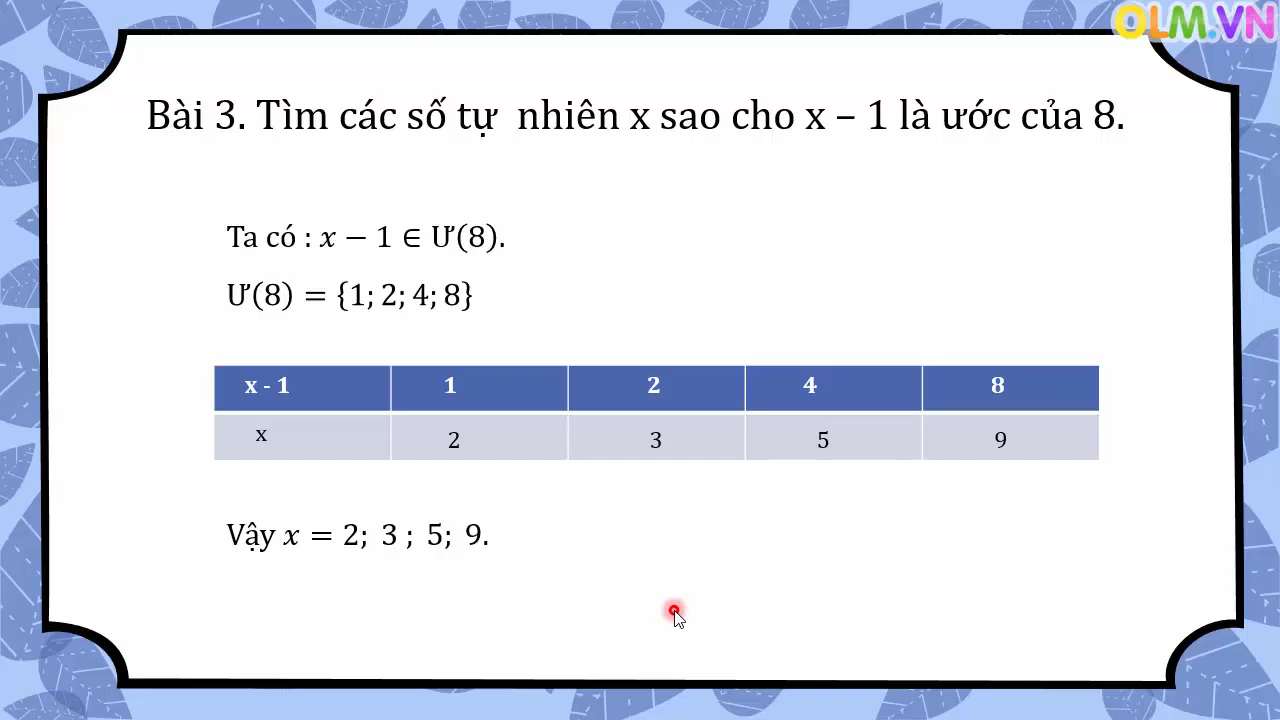 OLM.VN
Bài 3. Tìm các số tự nhiên x sao cho x – 1 là ước của 8.
Ta có : x − 1 ∈ Ư(8).
Ư(8) = {1; 2; 4; 8}
x - 1 1 2 4 8
x 2 3 5 9
Vậy x = 2; 3 ; 5; 9.